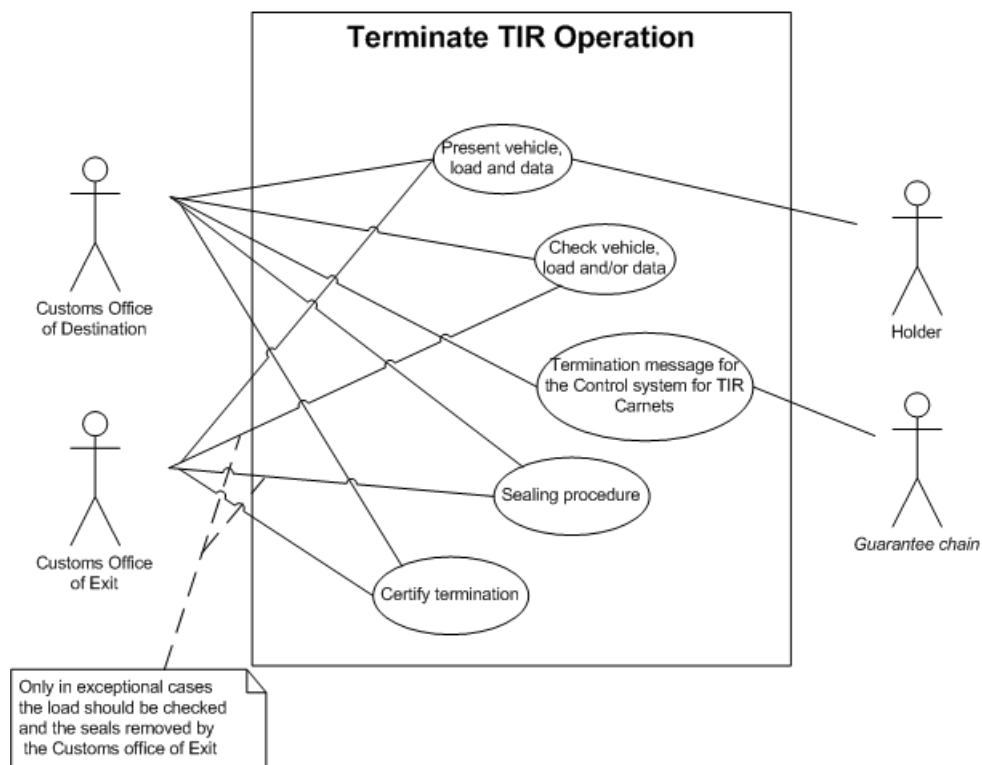 Terminate TIR Operation
Present vehicle,
load and data
Check vehicle,
load and/or data
Customs Office
of Destination
Holder
Termination message for
the Control system for TIR
Carnets
Sealing procedure
Customs Office
of Exit
Guarantee chain
Certify termination
Only in exceptional cases
the load should be checked
and the seals removed by
the Customs office of Exit